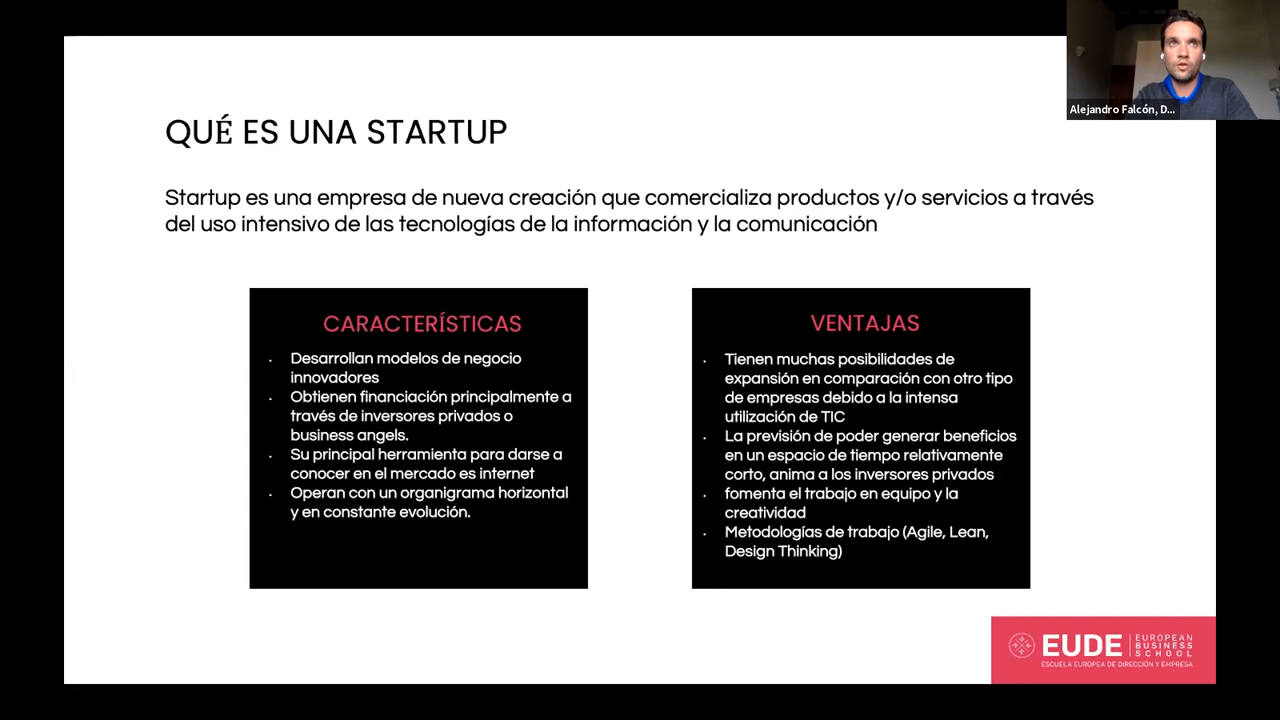 Alejandro Falcón, D...
QUÉ ES UNA STARTUP
Startup es una empresa de nueva creación que comercializa productos y/o servicios a través
del uso intensivo de las tecnologías de la información y la comunicación
CARACTERÍSTICAS
· Desarrollan modelos de negocio
innovadores
· Obtienen financiación principalmente a
través de inversores privados o
business angels.
· Su principal herramienta para darse a
conocer en el mercado es internet
· Operan con un organigrama horizontal
y en constante evolución.
VENTAJAS
· Tienen muchas posibilidades de
expansión en comparación con otro tipo
de empresas debido a la intensa
utilización de TIC
· La previsión de poder generar beneficios
en un espacio de tiempo relativamente
corto, anima a los inversores privados
· fomenta el trabajo en equipo y la
creatividad
· Metodologías de trabajo (Agile, Lean,
Design Thinking)
EUDE
EUROPEAN
BUSINESS
SCHOOL
ESCUELA EUROPEA DE DIRECCIÓN Y EMPRESA